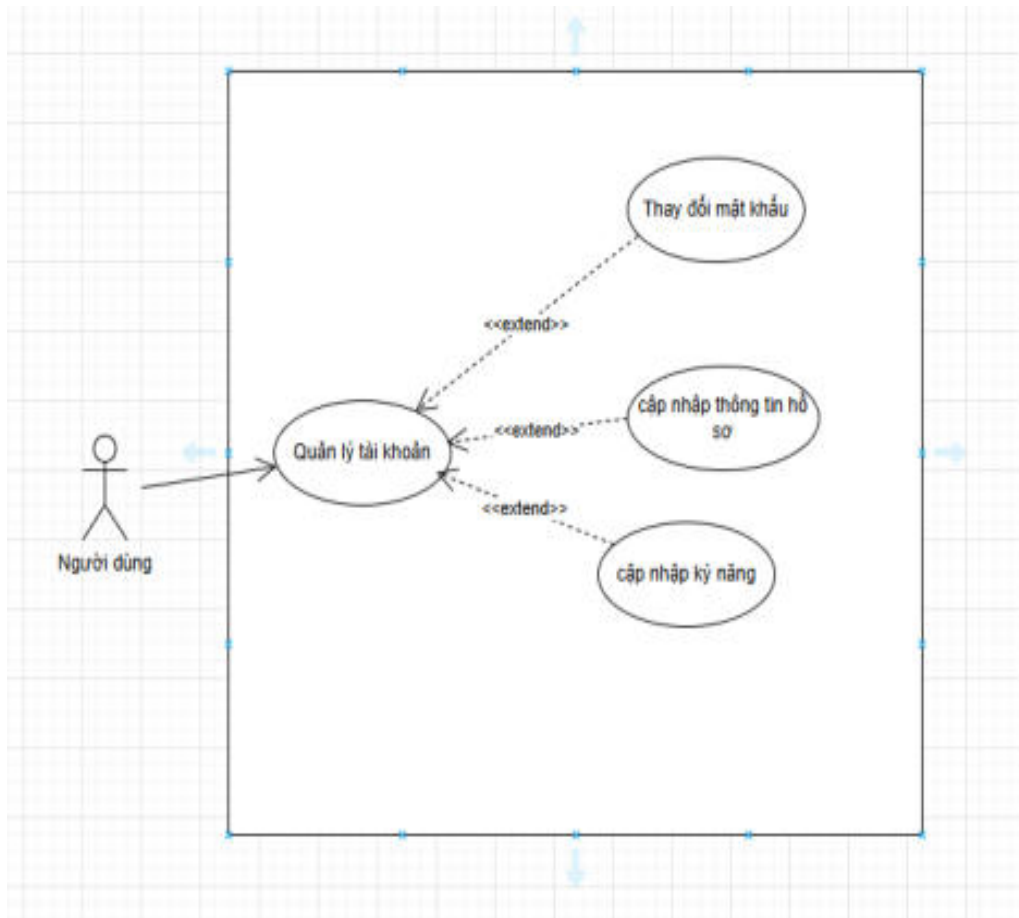 Thay đổi mật khẩu
<<extend>>
cập nhập thông tin hồ
sơ
<<extend>>
Quản lý tài khoản
<<extend>>
cập nhập kỹ năng
Người dùng